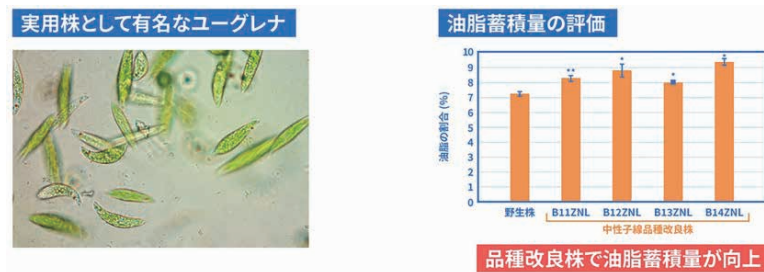 実用株として有名なユーグレナ
油脂蓄積量の評価
油脂の割合(%)
10
9
8
7
6
5
4
3
2
1
0
**
*
*
*
野生株
B11ZNL
B12ZNL
B13ZNL
B14ZNL
中性子線品種改良株
品種改良株で油脂蓄積量が向上